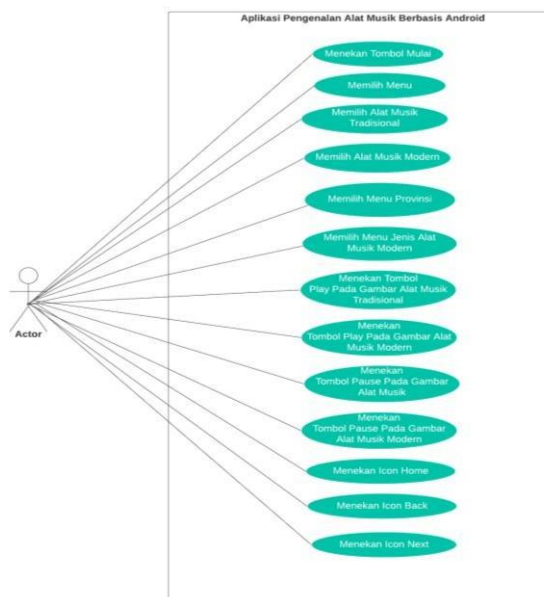 Aplikasi Pengenalan Alat Musik Berbasis Android
Menekan Tombol Mulai
Memilih Menu
Memilih Alat Musik
Tradisional
Memilih Alat Musik Modern
Memilih Menu Provinsi
Memilih Menu Jenis Alat
Musik Modern
Menekan Tombol
Play Pada Gambar Alat Musik
Tradisional
Menekan
Tombol Play Pada Gambar Alat
Musik Modern
Menekan
Tombol Pause Pada Gambar
Alat Musik
Menekan
Tombol Pause Pada Gambar
Alat Musik Modern
Menekan Icon Home
Menekan Icon Back
Menekan Icon Next
Actor